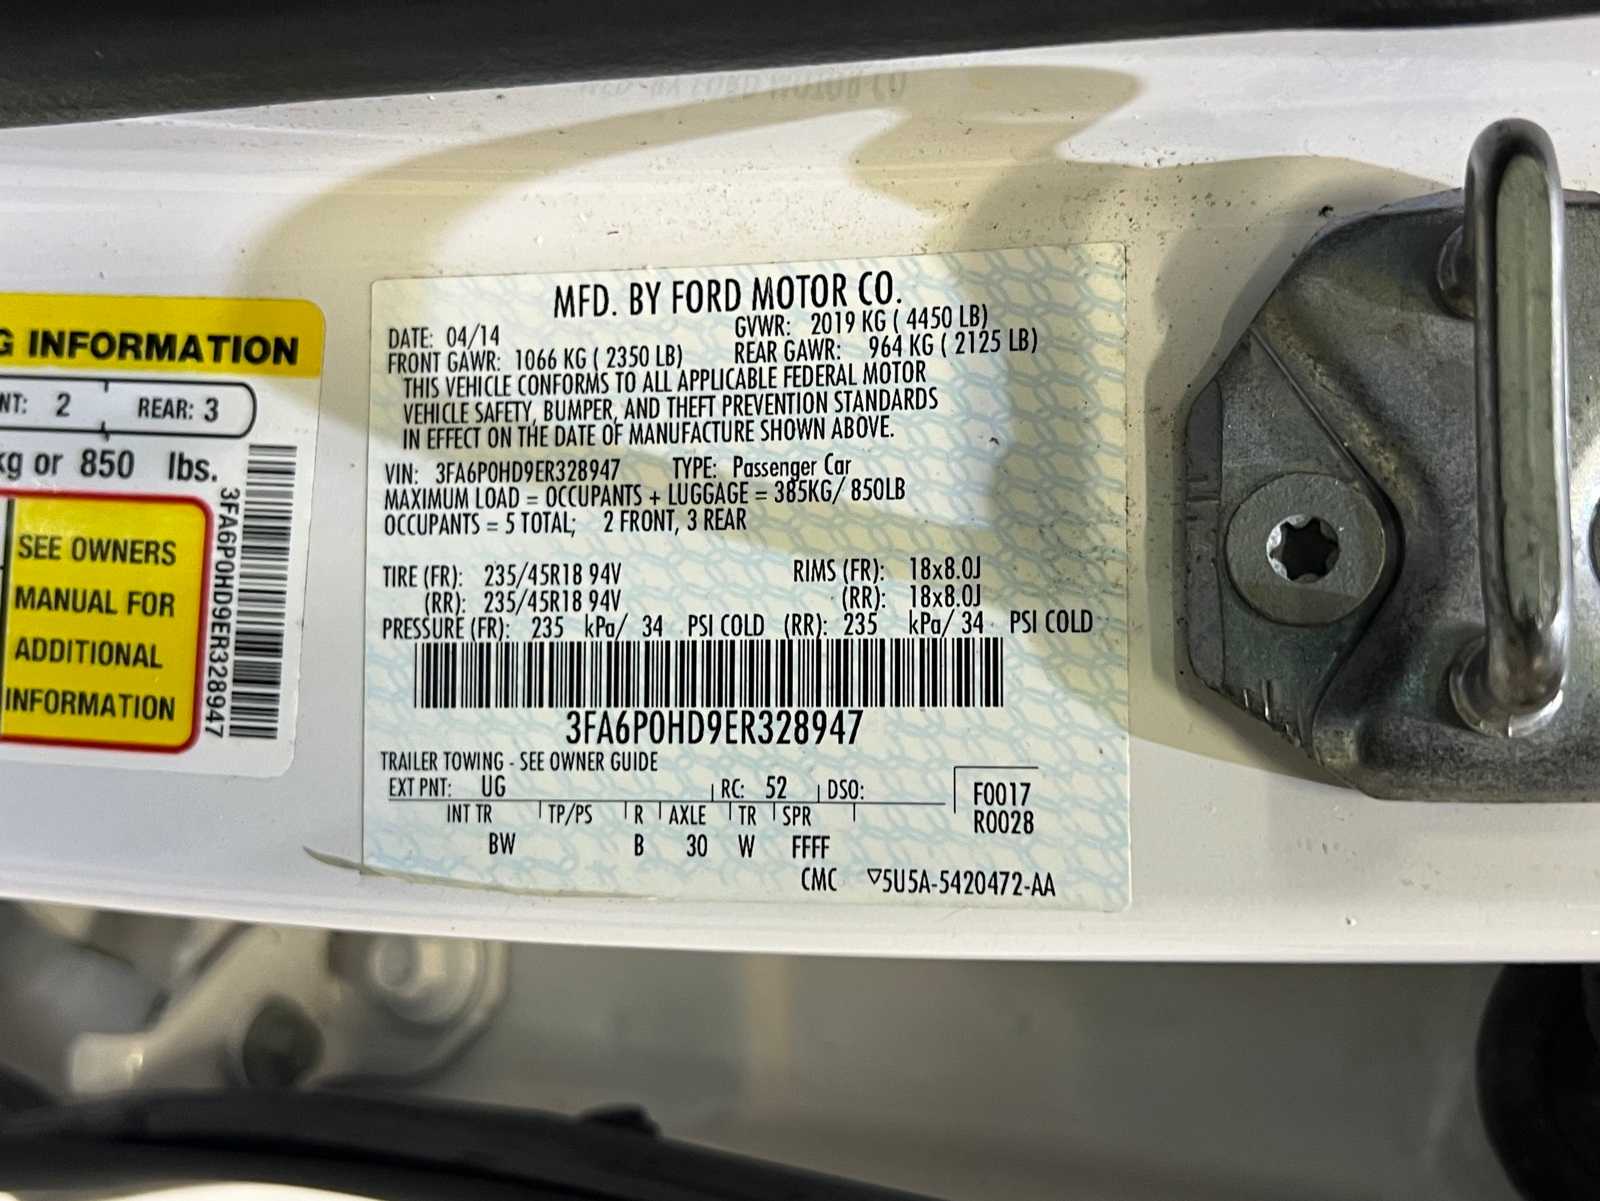 G INFORMATION
NT: 2 REAR: 3
kg or 850 lbs.
SEE OWNERS
MANUAL FOR
ADDITIONAL
INFORMATION
3FA6P0HD9ER328947
MFD. BY FORD MOTOR CO.
DATE: 04/14 GVWR: 2019 KG ( 4450 LB)
FRONT GAWR: 1066 KG ( 2350 LB) REAR GAWR: 964 KG ( 2125 LB)
THIS VEHICLE CONFORMS TO ALL APPLICABLE FEDERAL MOTOR
VEHICLE SAFETY, BUMPER, AND THEFT PREVENTION STANDARDS
IN EFFECT ON THE DATE OF MANUFACTURE SHOWN ABOVE.
VIN: 3FA6P0HD9ER328947 TYPE: Passenger Car
MAXIMUM LOAD = OCCUPANTS + LUGGAGE = 385KG/ 850LB
OCCUPANTS = 5 TOTAL; 2 FRONT, 3 REAR
TIRE (FR): 235/45R18 94V RIMS (FR): 18x8.0J
(RR): 235/45R18 94V (RR): 18x8.0J
PRESSURE (FR): 235 kPa/ 34 PSI COLD (RR): 235 kPa/ 34 PSI COLD
3FA6P0HD9ER328947
TRAILER TOWING - SEE OWNER GUIDE
EXT PNT: UG RC: 52 DSO:
F0017
R0028
INT TR TP/PS R AXLE TR SPR
BW B 30 W FFFF
CMC ▽5U5A-5420472-AA